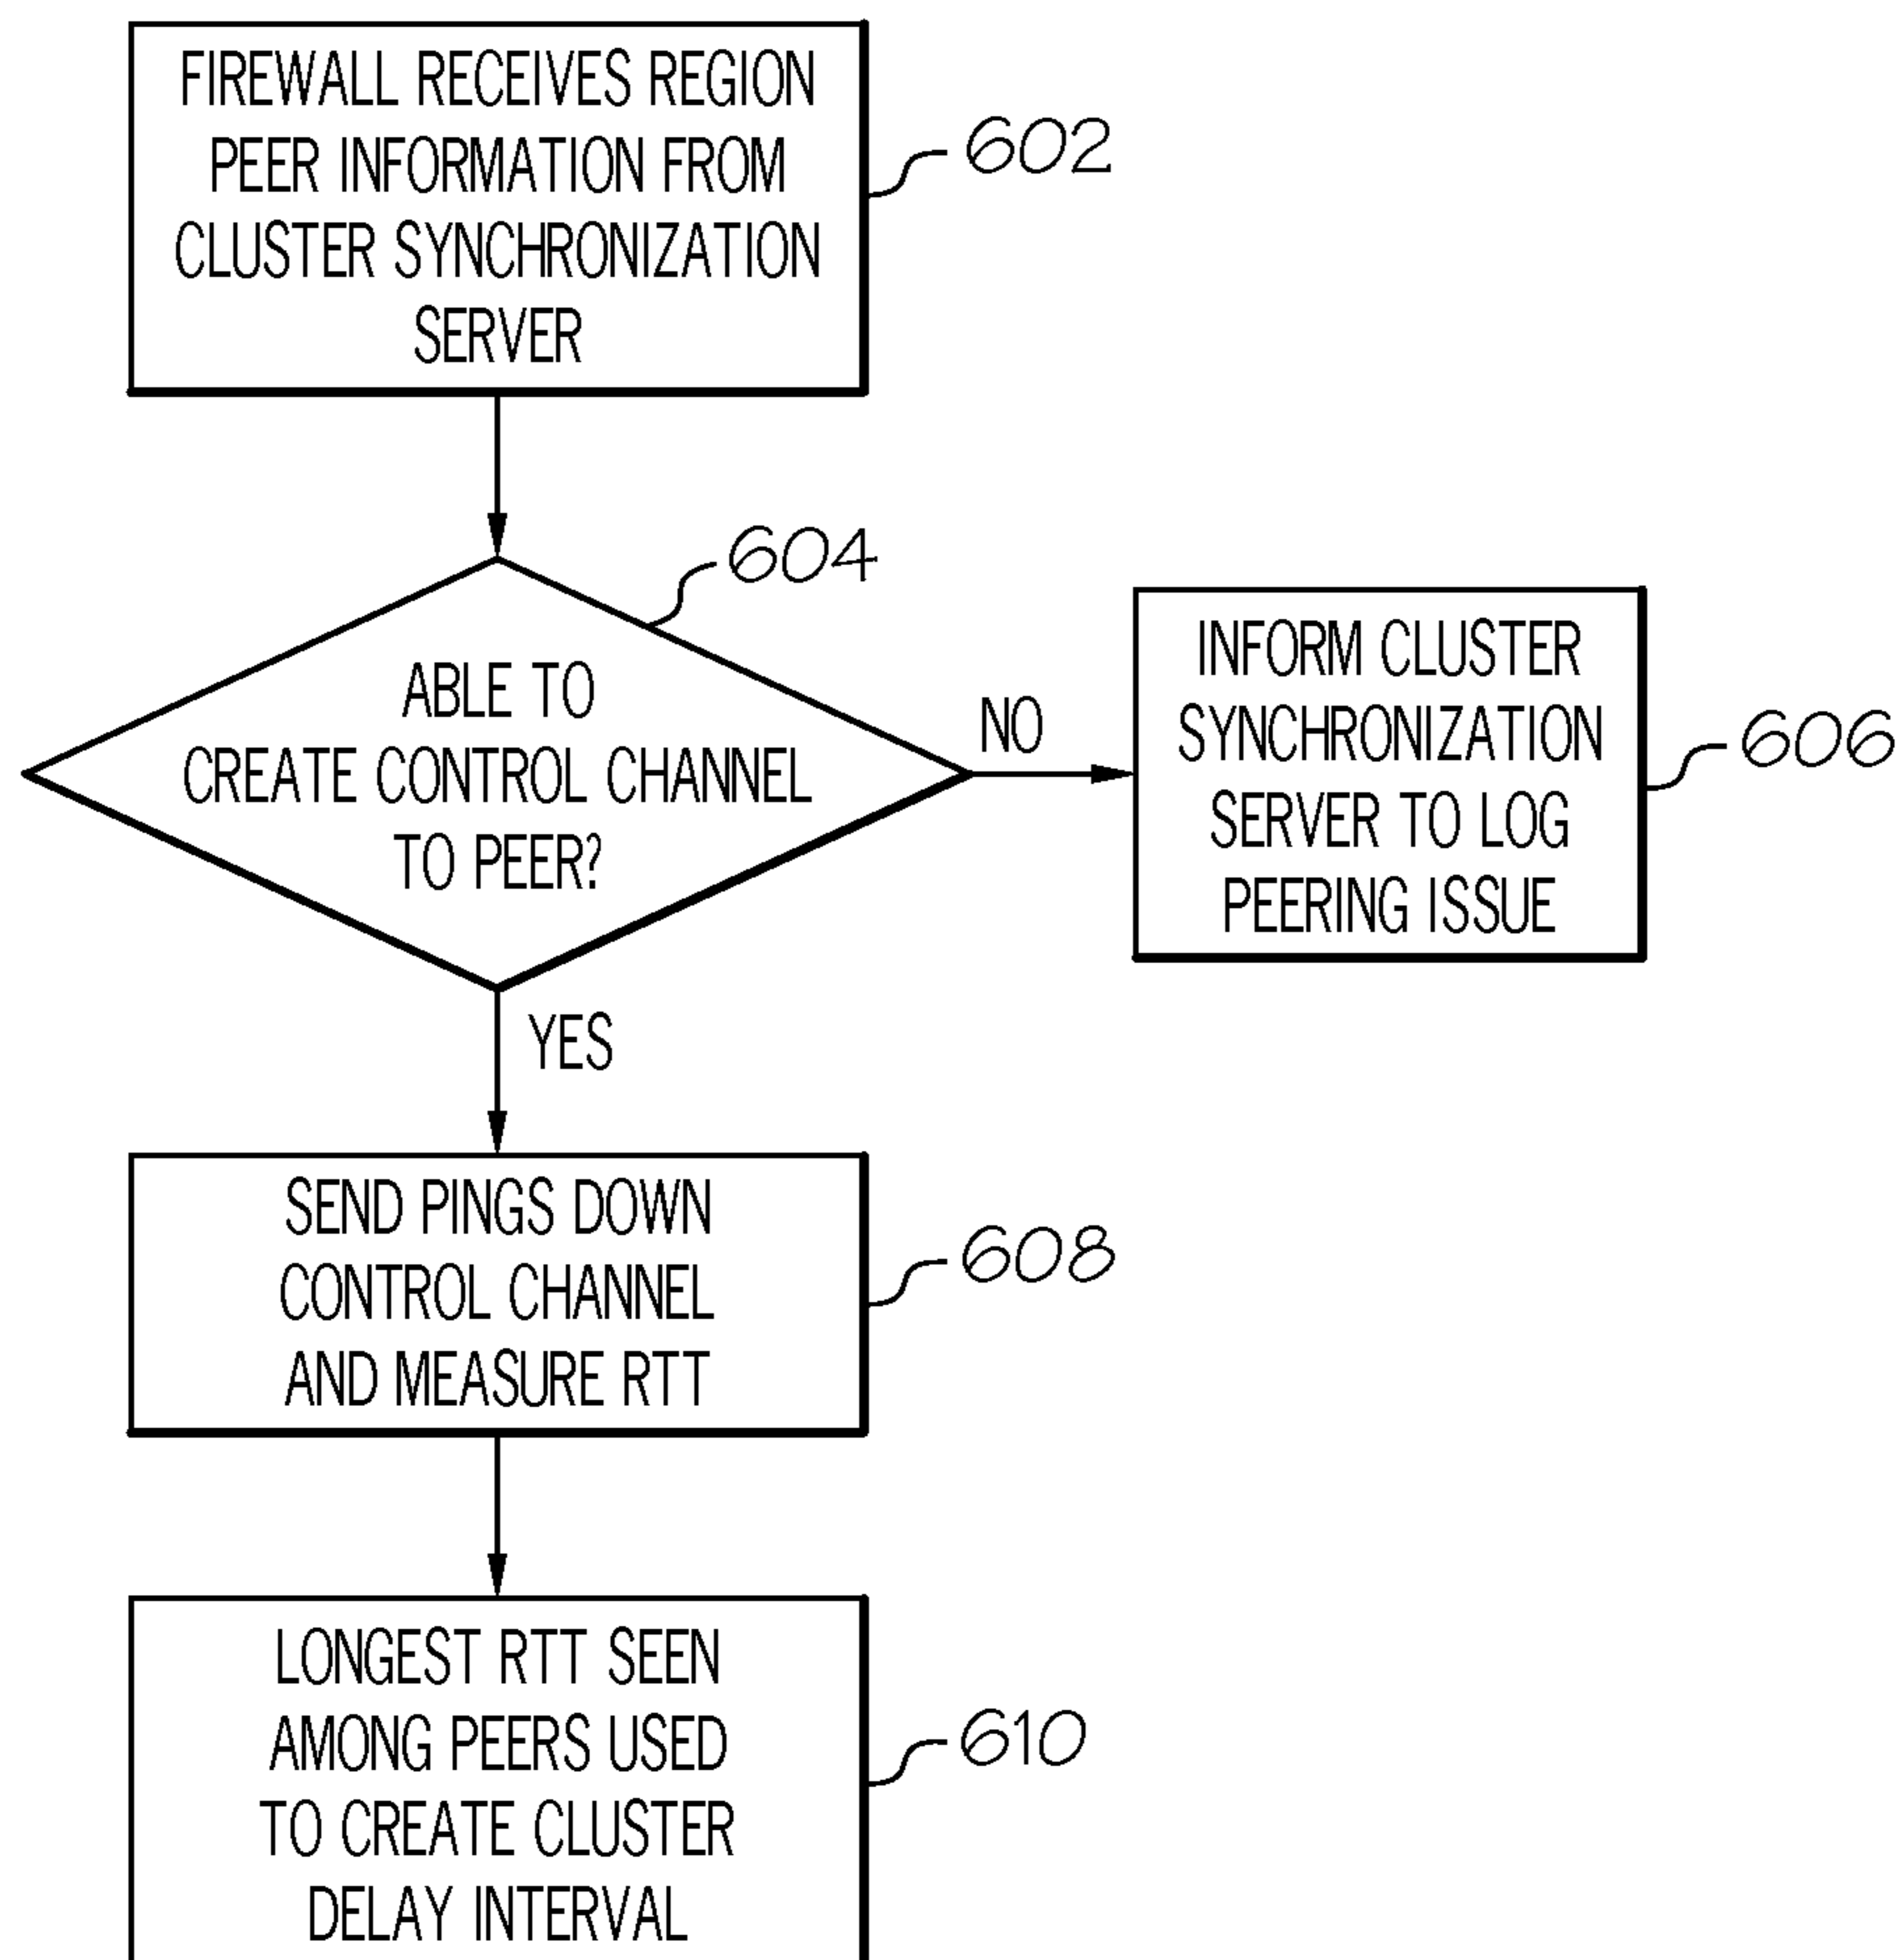 FIREWALL RECEIVES REGION
PEER INFORMATION FROM
CLUSTER SYNCHRONIZATION
SERVER
602
604
ABLE TO
CREATE CONTROL CHANNEL
TO PEER?
NO
INFORM CLUSTER
SYNCHRONIZATION
SERVER TO LOG
PEERING ISSUE
606
YES
SEND PINGS DOWN
CONTROL CHANNEL
AND MEASURE RTT
608
LONGEST RTT SEEN
AMONG PEERS USED
TO CREATE CLUSTER
DELAY INTERVAL
610